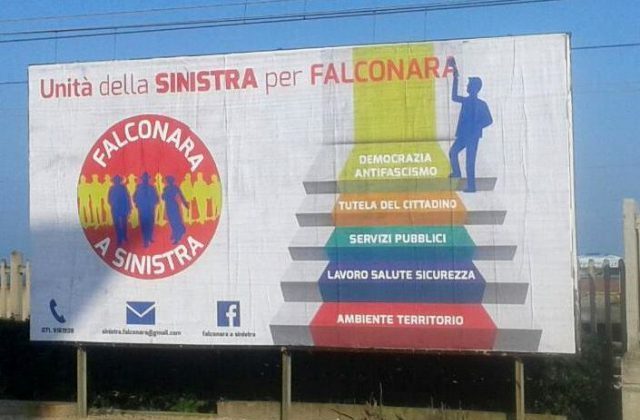 Unità della SINISTRA per FALCONARA
FALCONARA
A SINISTRA
DEMOCRAZIA
ANTIFASCISMO
TUTELA DEL CITTADINO
SERVIZI PUBBLICI
LAVORO SALUTE SICUREZZA
AMBIENTE TERRITORIO
sinistra.falconara@gmail.com
falconara a sinistra